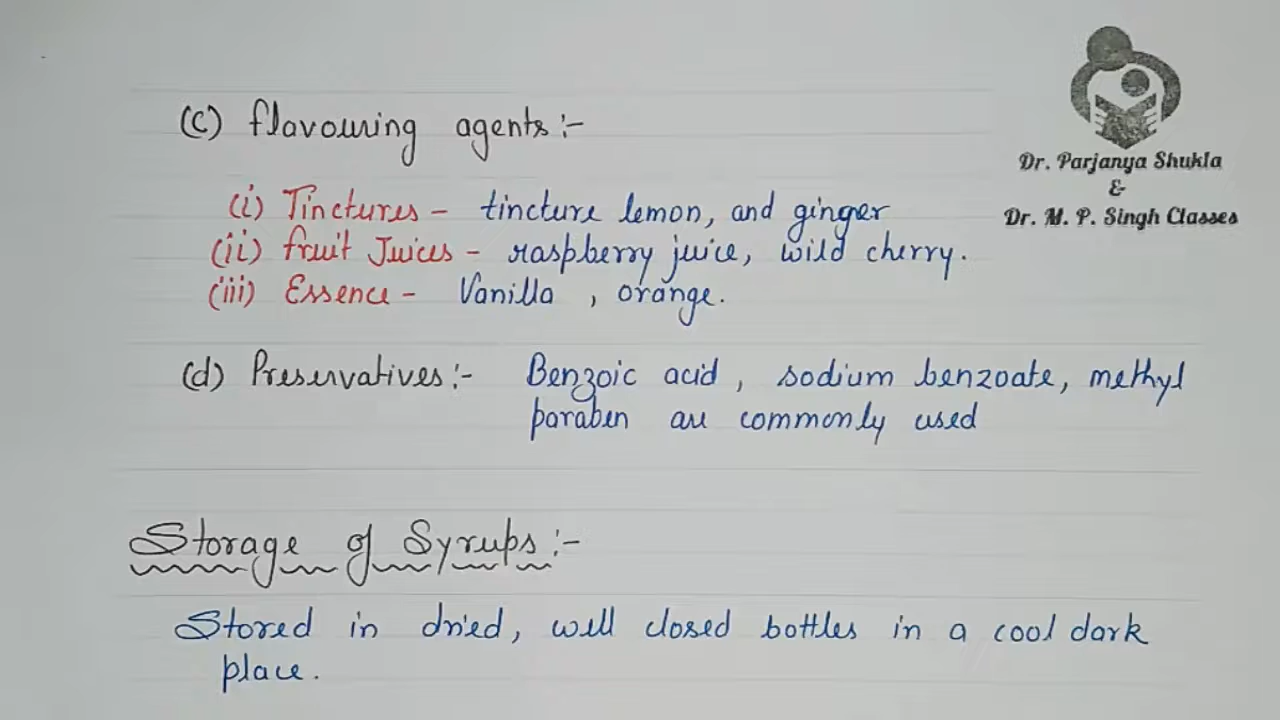 (c) flavouring agents :-
(i) Tinctures - tincture lemon, and ginger
(ii) fruit Juices - raspberry juice, wild cherry.
(iii) Essence - Vanilla , orange.
(d) Preservatives :- Benzoic acid , sodium benzoate, methyl
paraben are commonly used
Storage of Syrups :-
Stored in dried, well closed bottles in a cool dark
place.
Dr. Parjanya Shukla
&
Dr. M. P. Singh Classes